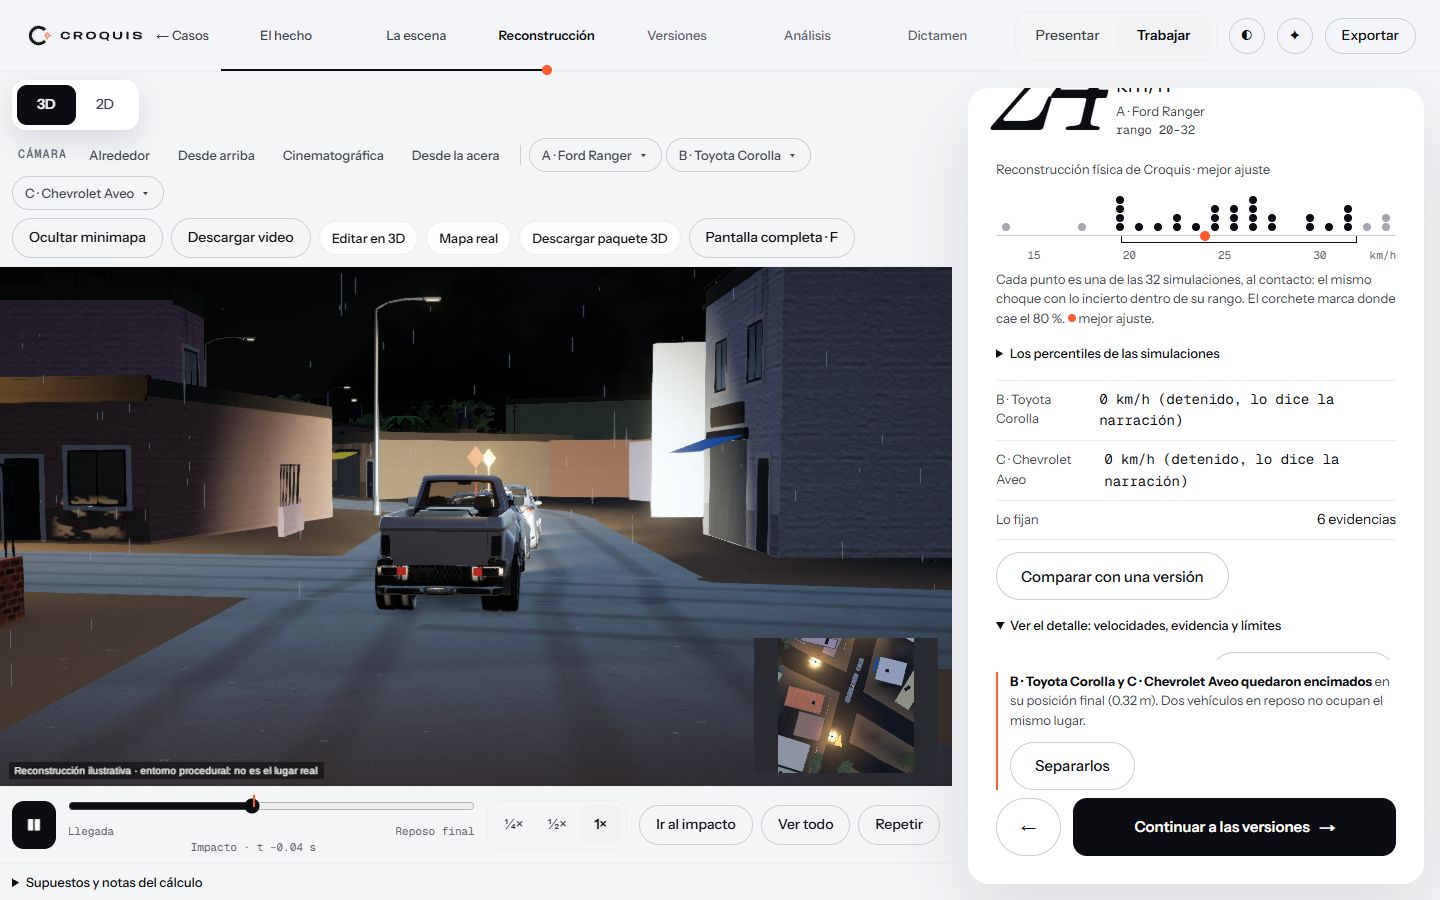 CROQUIS
← Casos
El hecho
La escena
Reconstrucción
Versiones
Análisis
Dictamen
Presentar
Trabajar
Exportar
3D
2D
CÁMARA
Alrededor
Desde arriba
Cinematográfica
Desde la acera
A · Ford Ranger
B · Toyota Corolla
C · Chevrolet Aveo
Ocultar minimapa
Descargar video
Editar en 3D
Mapa real
Descargar paquete 3D
Pantalla completa · F
Reconstrucción ilustrativa · entorno procedural: no es el lugar real
Llegada
Reposo final
Impacto · t −0.04 s
¼×
½×
1×
Ir al impacto
Ver todo
Repetir
Supuestos y notas del cálculo
24
km/h
A · Ford Ranger
rango 20–32
Reconstrucción física de Croquis · mejor ajuste
15
20
25
30
km/h
Cada punto es una de las 32 simulaciones, al contacto: el mismo
choque con lo incierto dentro de su rango. El corchete marca donde
cae el 80 %. mejor ajuste.
Los percentiles de las simulaciones
B · Toyota
Corolla
0 km/h (detenido, lo dice la
narración)
C · Chevrolet
Aveo
0 km/h (detenido, lo dice la
narración)
Lo fijan
6 evidencias
Comparar con una versión
Ver el detalle: velocidades, evidencia y límites
B · Toyota Corolla y C · Chevrolet Aveo quedaron encimados en
su posición final (0.32 m). Dos vehículos en reposo no ocupan el
mismo lugar.
Separarlos
←
Continuar a las versiones →